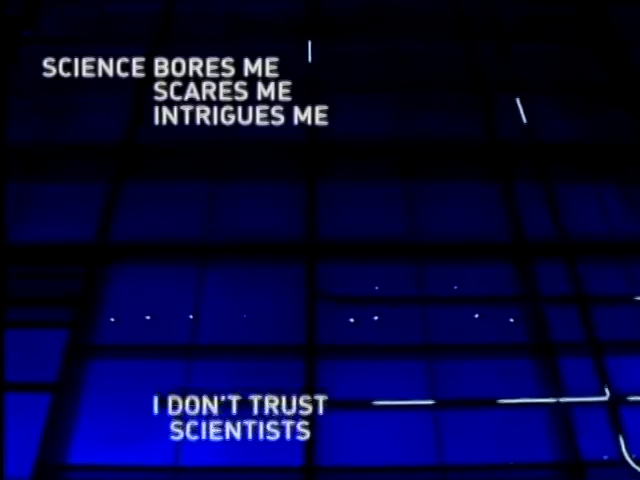 SCIENCE BORES ME
SCARES ME
INTRIGUES ME
I DON'T TRUST
SCIENTISTS